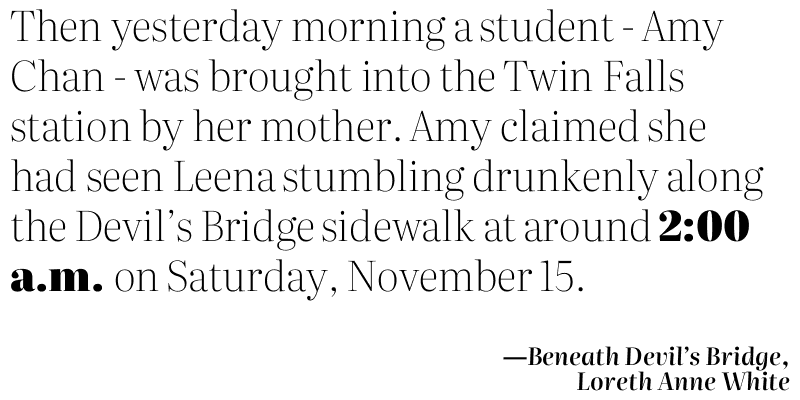 Then yesterday morning a student - Amy
Chan - was brought into the Twin Falls
station by her mother. Amy claimed she
had seen Leena stumbling drunkenly along
the Devil’s Bridge sidewalk at around 2:00
a.m. on Saturday, November 15.
—Beneath Devil’s Bridge,
Loreth Anne White